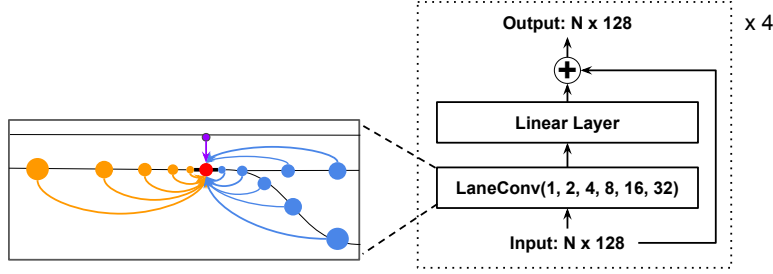 Output: N x 128
x 4
Linear Layer
LaneConv(1, 2, 4, 8, 16, 32)
Input: N x 128